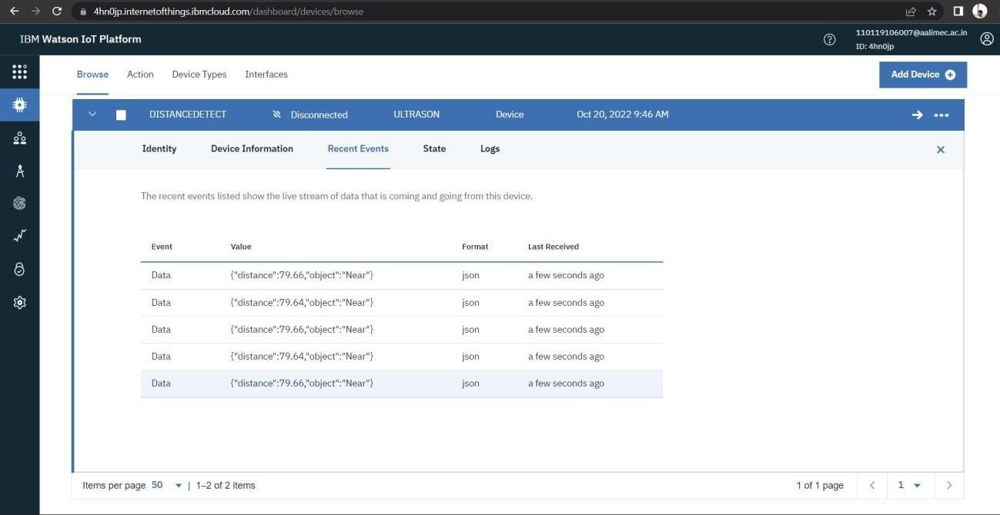 4hn0jp.internetofthings.ibmcloud.com/dashboard/devices/browse
IBM Watson IoT Platform
110119106007@aalimec.ac.in
ID: 4hn0jp
Browse Action Device Types Interfaces Add Device
DISTANCEDETECT Disconnected ULTRASON Device Oct 20, 2022 9:46 AM
Identity Device Information Recent Events State Logs
The recent events listed show the live stream of data that is coming and going from this device.
Event Value Format Last Received
Data {"distance":79.66,"object":"Near"} json a few seconds ago
Data {"distance":79.64,"object":"Near"} json a few seconds ago
Data {"distance":79.66,"object":"Near"} json a few seconds ago
Data {"distance":79.64,"object":"Near"} json a few seconds ago
Data {"distance":79.66,"object":"Near"} json a few seconds ago
Items per page 50 | 1–2 of 2 items 1 of 1 page 1